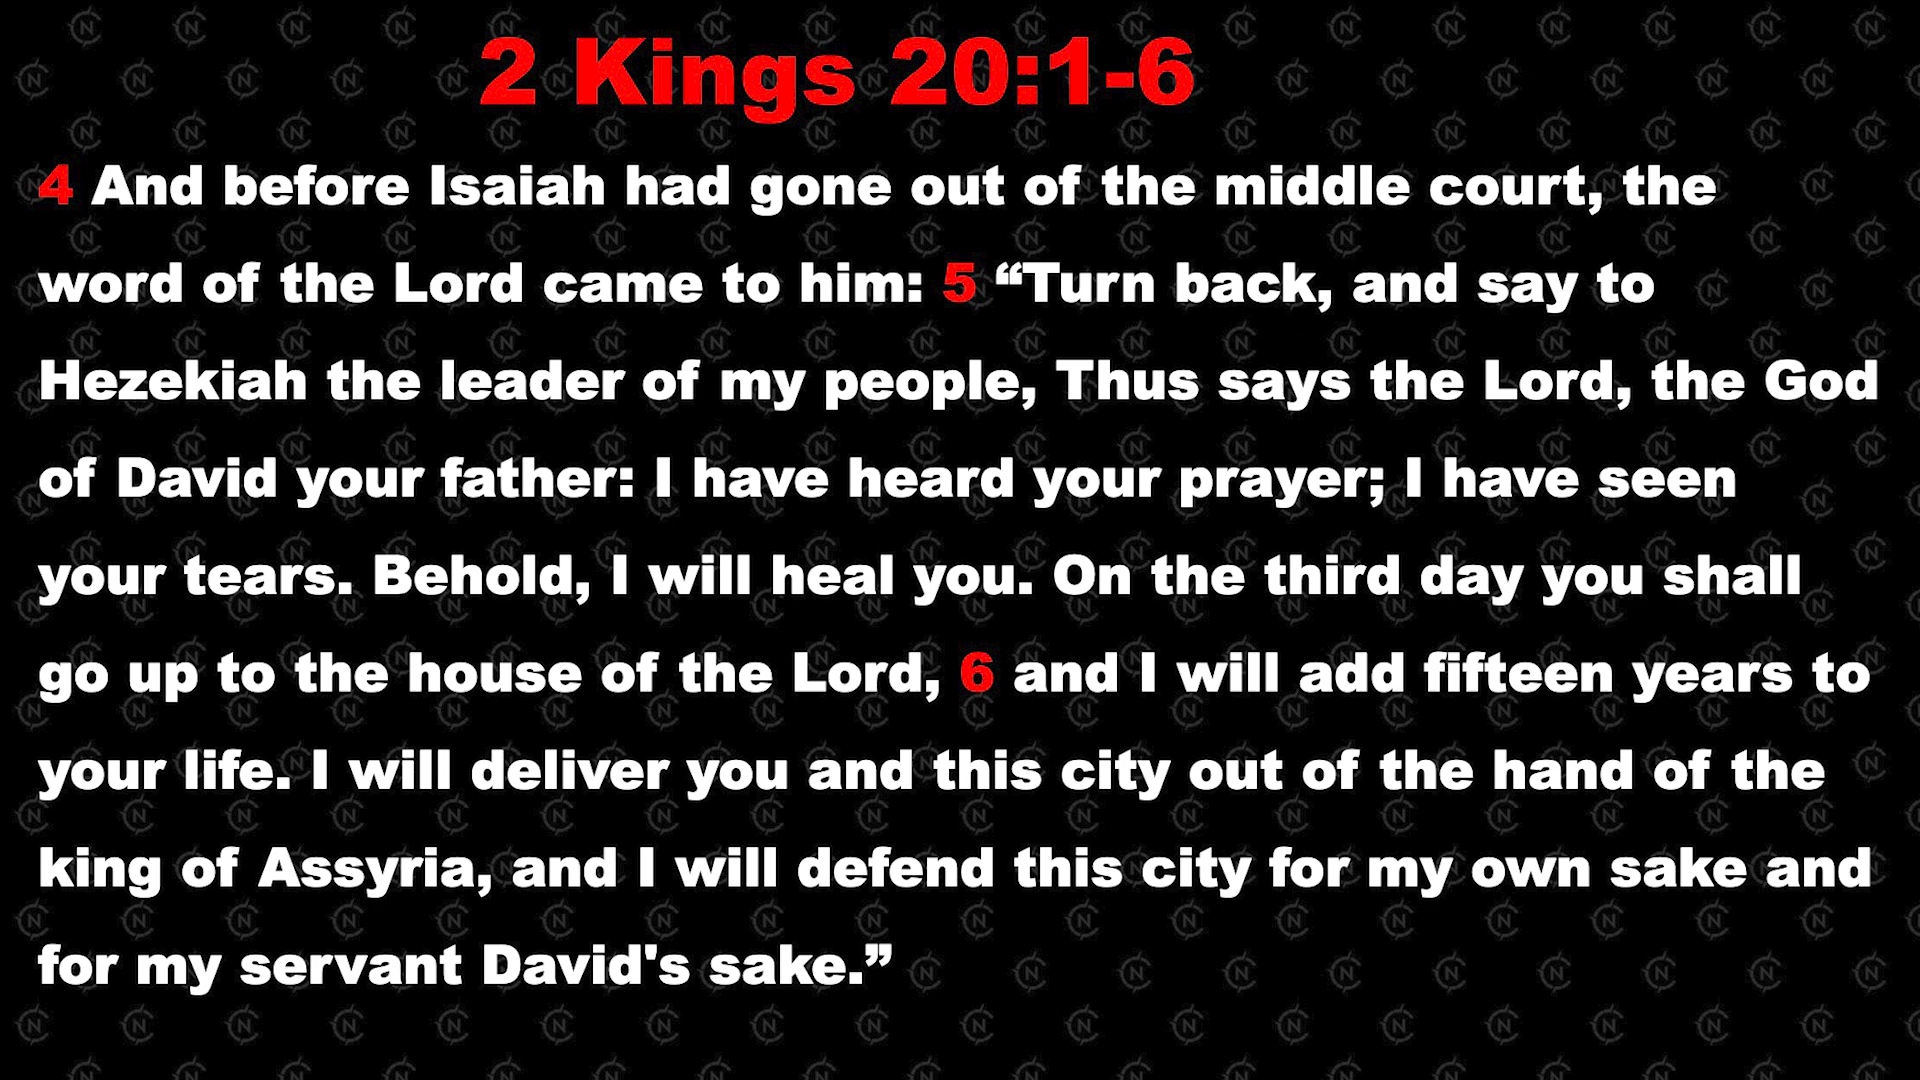 2 Kings 20:1-6
4 And before Isaiah had gone out of the middle court, the
word of the Lord came to him: 5 “Turn back, and say to
Hezekiah the leader of my people, Thus says the Lord, the God
of David your father: I have heard your prayer; I have seen
your tears. Behold, I will heal you. On the third day you shall
go up to the house of the Lord, 6 and I will add fifteen years to
your life. I will deliver you and this city out of the hand of the
king of Assyria, and I will defend this city for my own sake and
for my servant David's sake.”